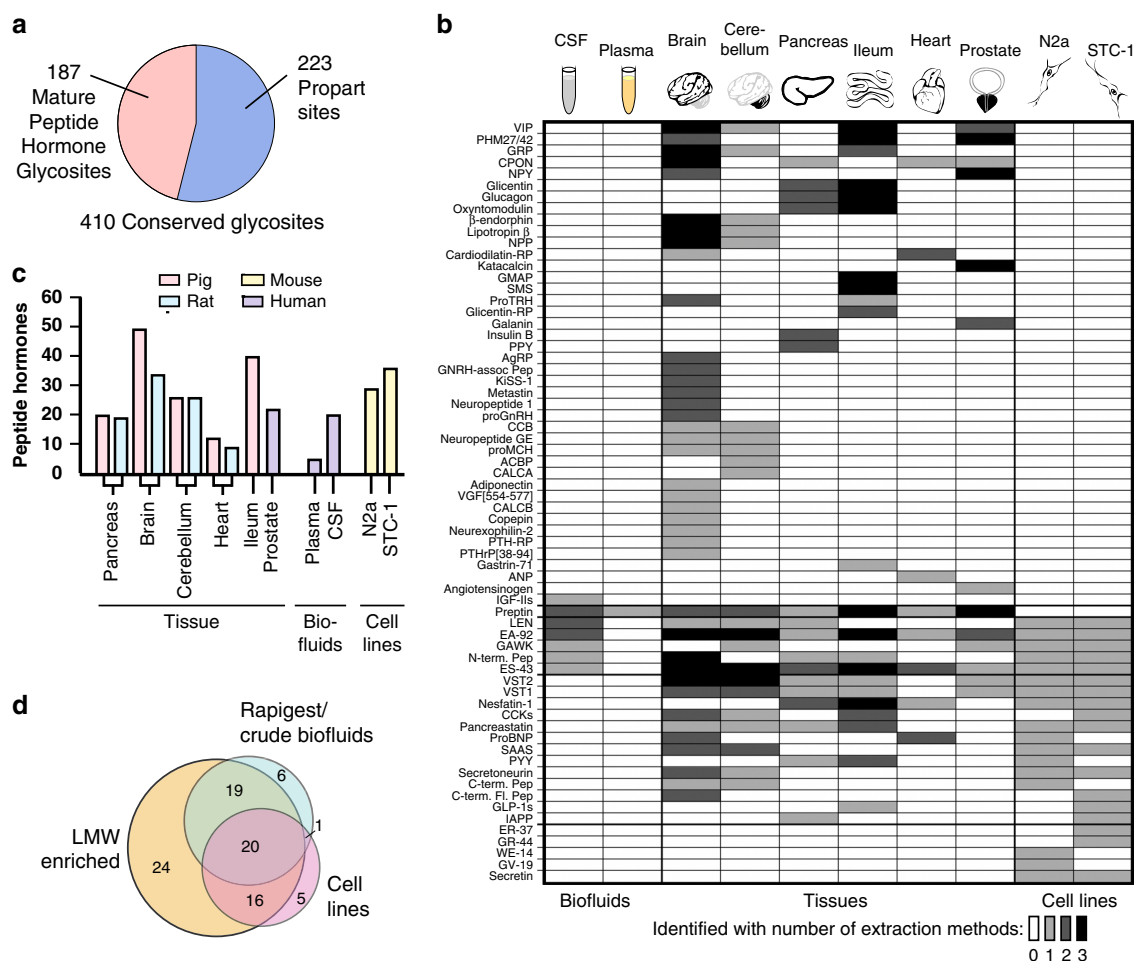 a
187
Mature
Peptide
Hormone
Glycosites
223
Propart
sites
410 Conserved glycosites
b
CSF
Plasma
Brain
Cere-
bellum
Pancreas
Ileum
Heart
Prostate
N2a
STC-1
VIP
PHM27/42
GRP
CPON
NPY
Glicentin
Glucagon
Oxyntomodulin
β-endorphin
Lipotropin β
NPP
Cardiodilatin-RP
Katacalcin
GMAP
SMS
ProTRH
Glicentin-RP
Galanin
Insulin B
PPY
AgRP
GNRH-assoc Pep
KiSS-1
Metastin
Neuropeptide 1
proGnRH
CCB
Neuropeptide GE
proMCH
ACBP
CALCA
Adiponectin
VGF[554-577]
CALCB
Copepin
Neurexophilin-2
PTH-RP
PTHrP[38-94]
Gastrin-71
ANP
Angiotensinogen
IGF-IIs
Preptin
LEN
EA-92
GAWK
N-term. Pep
ES-43
VST2
VST1
Nesfatin-1
CCKs
Pancreastatin
ProBNP
SAAS
PYY
Secretoneurin
C-term. Pep
C-term. Fl. Pep
GLP-1s
IAPP
ER-37
GR-44
WE-14
GV-19
Secretin
Biofluids
Tissues
Cell lines
Identified with number of extraction methods:
0 1 2 3
c
Pig
Rat
Mouse
Human
Peptide hormones
60
50
40
30
20
10
0
Pancreas
Brain
Cerebellum
Heart
Ileum
Prostate
Plasma
CSF
N2a
STC-1
Tissue
Bio-
fluids
Cell
lines
d
Rapigest/
crude biofluids
6
19
1
LMW
enriched
20
24
16
5
Cell
lines